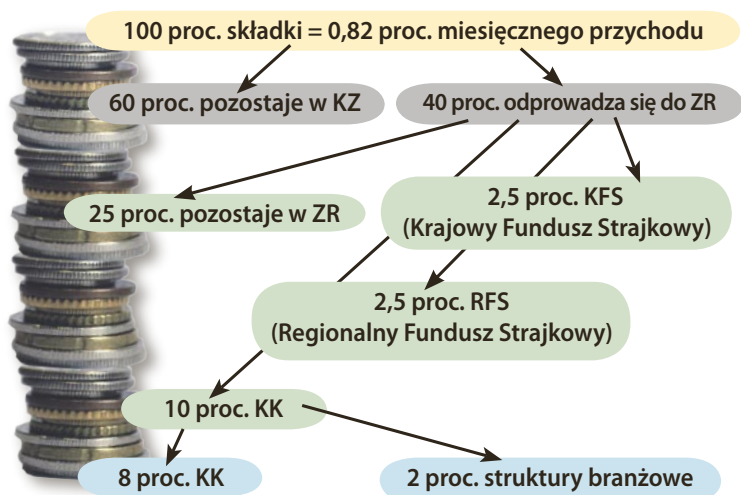 100 proc. składki = 0,82 proc. miesięcznego przychodu
60 proc. pozostaje w KZ
40 proc. odprowadza się do ZR
25 proc. pozostaje w ZR
2,5 proc. KFS
(Krajowy Fundusz Strajkowy)
2,5 proc. RFS
(Regionalny Fundusz Strajkowy)
10 proc. KK
8 proc. KK
2 proc. struktury branżowe